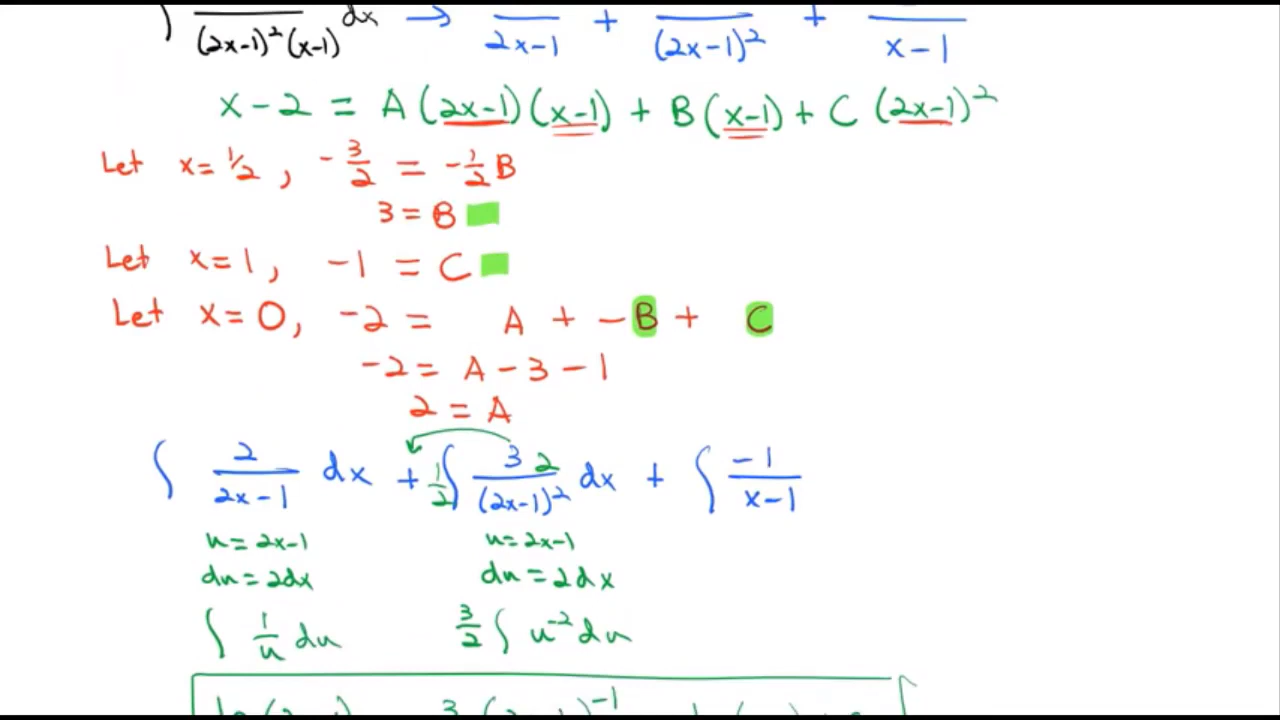 ∫ ―/(2x-1)²(x-1) dx → ―/2x-1 + ―/(2x-1)² + ―/x-1
x-2 = A(2x-1)(x-1) + B(x-1) + C(2x-1)²
Let x=1/2, -3/2 = -1/2 B
3 = B
Let x=1, -1 = C
Let x=0, -2 = A + -B + C
-2 = A-3-1
2 = A
∫ 2/2x-1 dx + 1/2 ∫ 3 2/(2x-1)² dx + ∫ -1/x-1
u=2x-1 u=2x-1
du=2dx du=2dx
∫ 1/u du 3/2 ∫ u⁻² du